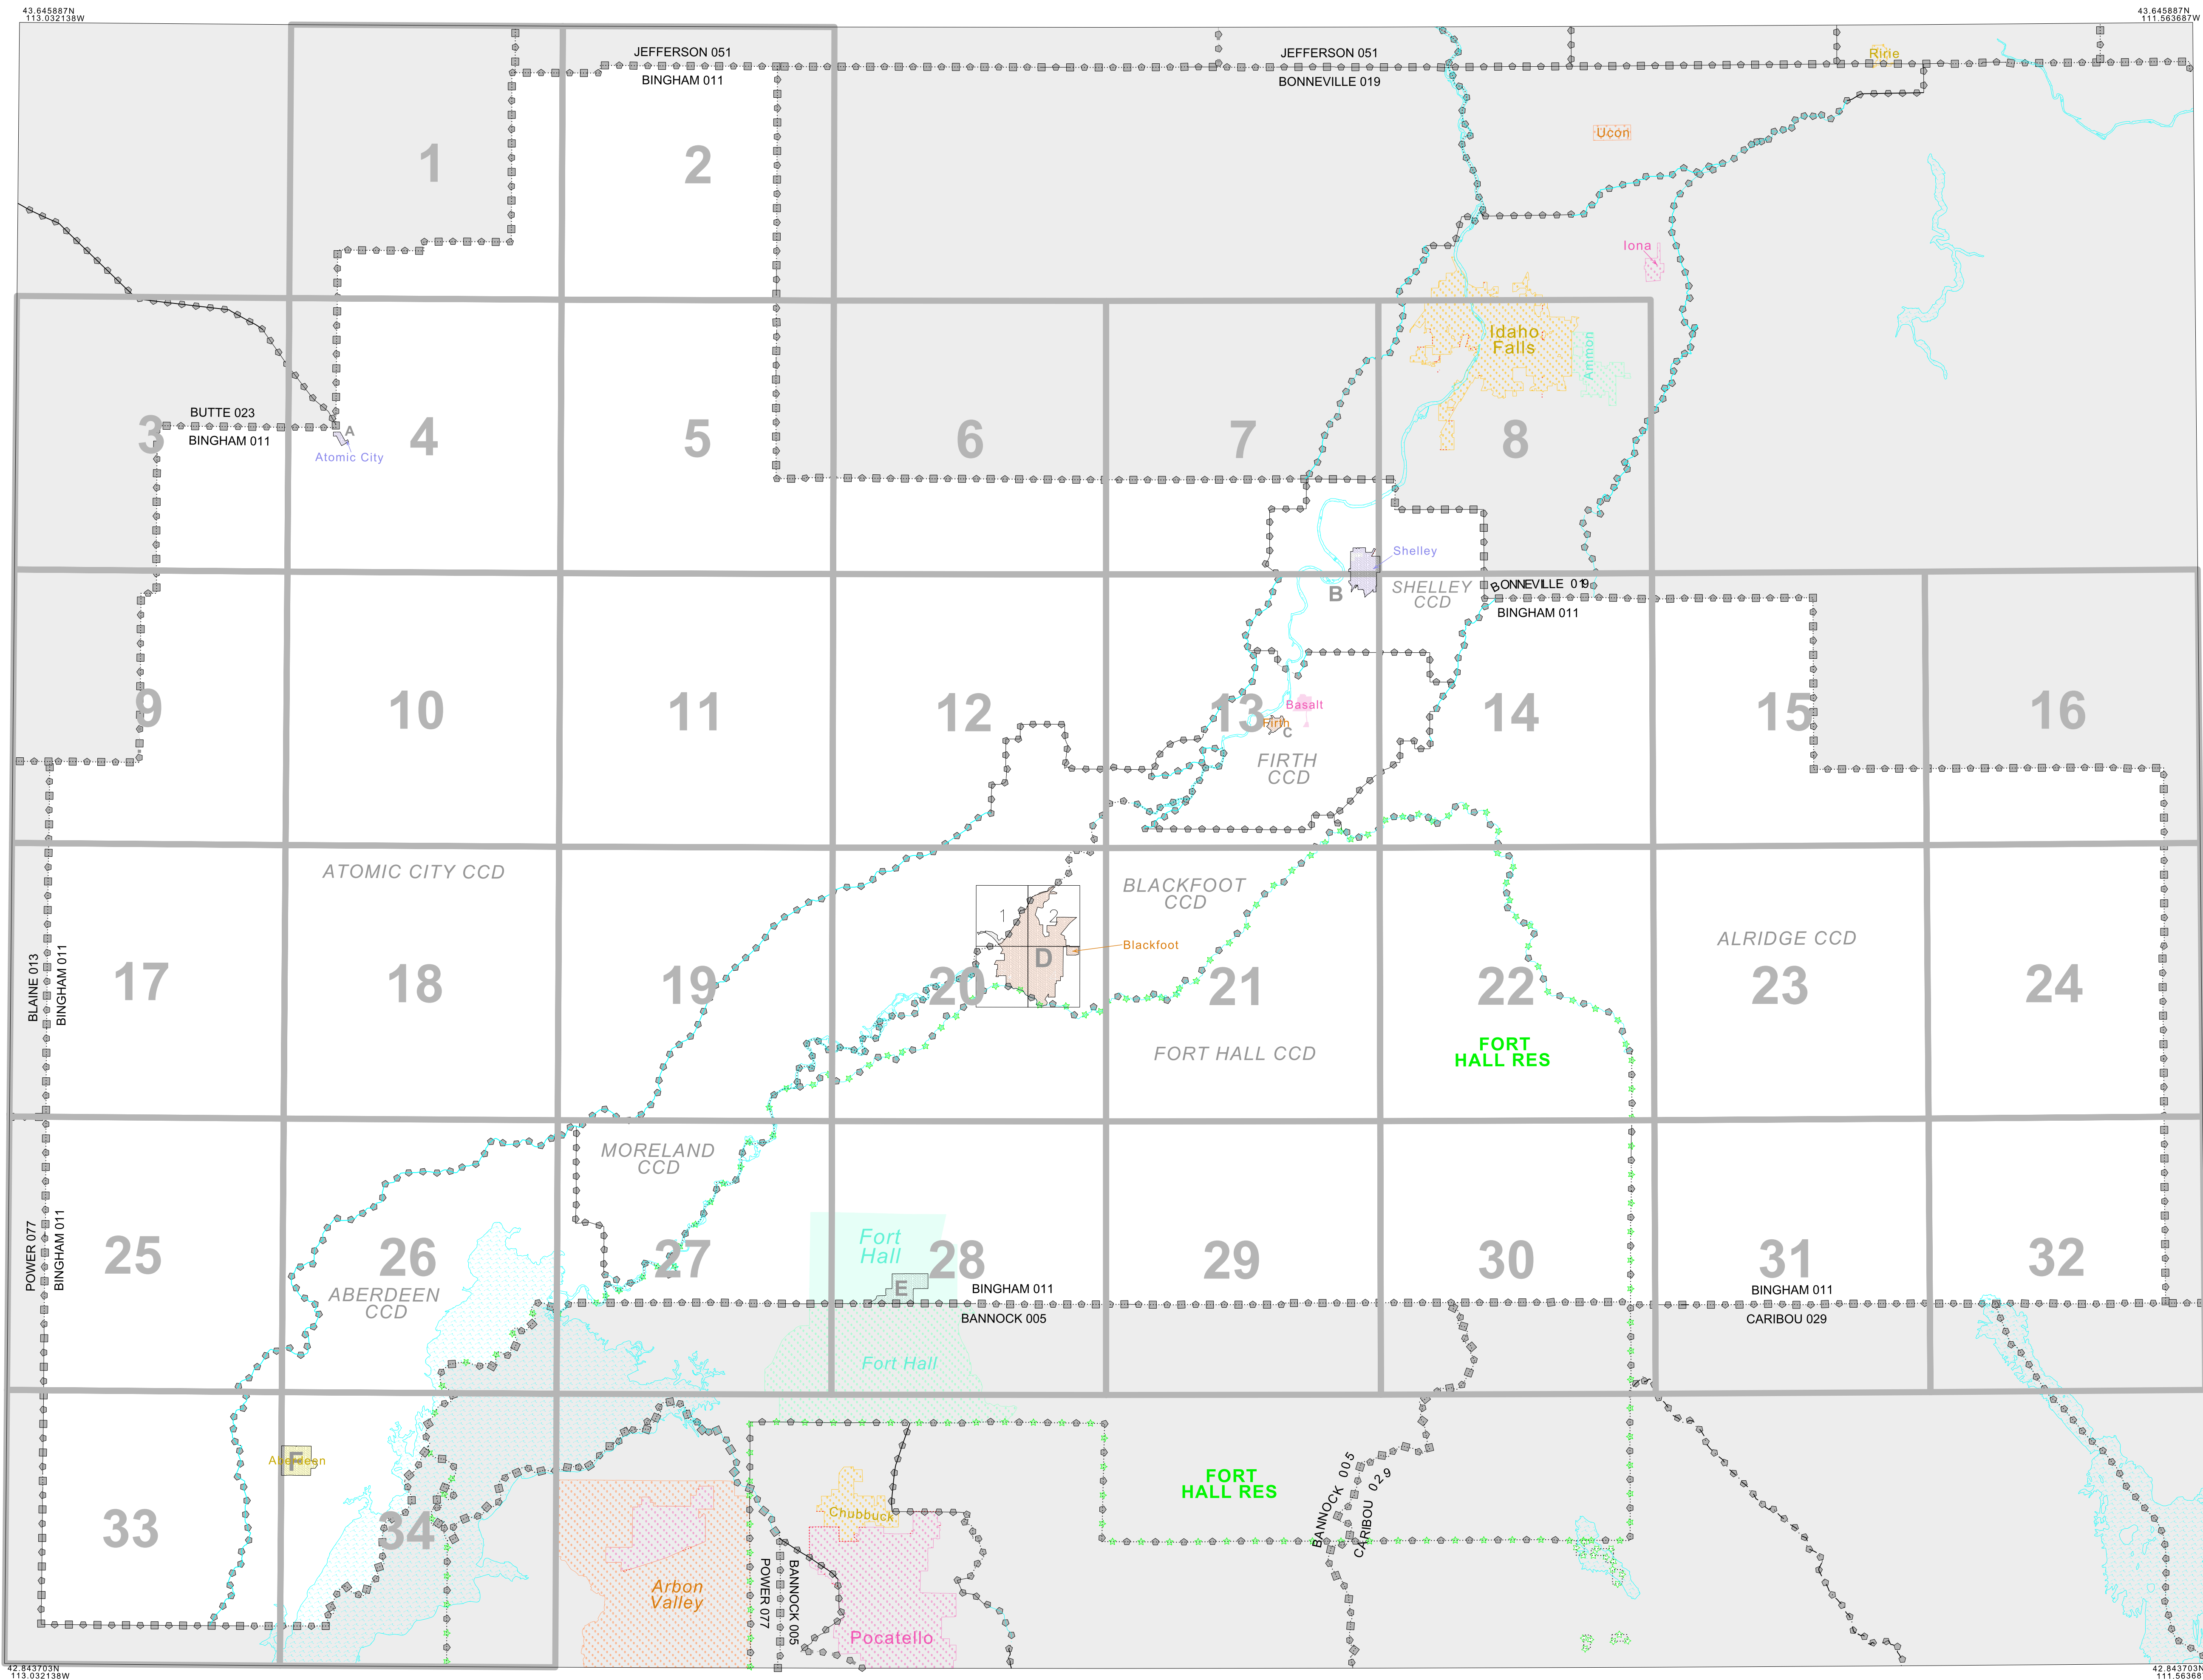 43.645887N
113.032138W
43.645887N
111.563687W
JEFFERSON 051
BINGHAM 011
JEFFERSON 051
BONNEVILLE 019
Ririe
Ucon
1
2
Iona
Idaho
Falls
Ammon
BUTTE 023
BINGHAM 011
A
Atomic City
3
4
5
6
7
8
Shelley
B
SHELLEY
CCD
BONNEVILLE 019
BINGHAM 011
9
10
11
12
13
14
15
16
Basalt
Firth
C
FIRTH
CCD
ATOMIC CITY CCD
BLACKFOOT
CCD
1
2
Blackfoot
D
ALRIDGE CCD
BLAINE 013
BINGHAM 011
17
18
19
20
21
22
23
24
FORT HALL CCD
FORT
HALL RES
MORELAND
CCD
POWER 077
BINGHAM 011
25
26
27
28
29
30
31
32
Fort
Hall
E
ABERDEEN
CCD
BINGHAM 011
BANNOCK 005
BINGHAM 011
CARIBOU 029
Fort Hall
Aberdeen
F
33
34
FORT
HALL RES
BANNOCK 005
CARIBOU 029
Chubbuck
Arbon
Valley
POWER 077
BANNOCK 005
Pocatello
42.843703N
113.032138W
42.843703N
111.56368